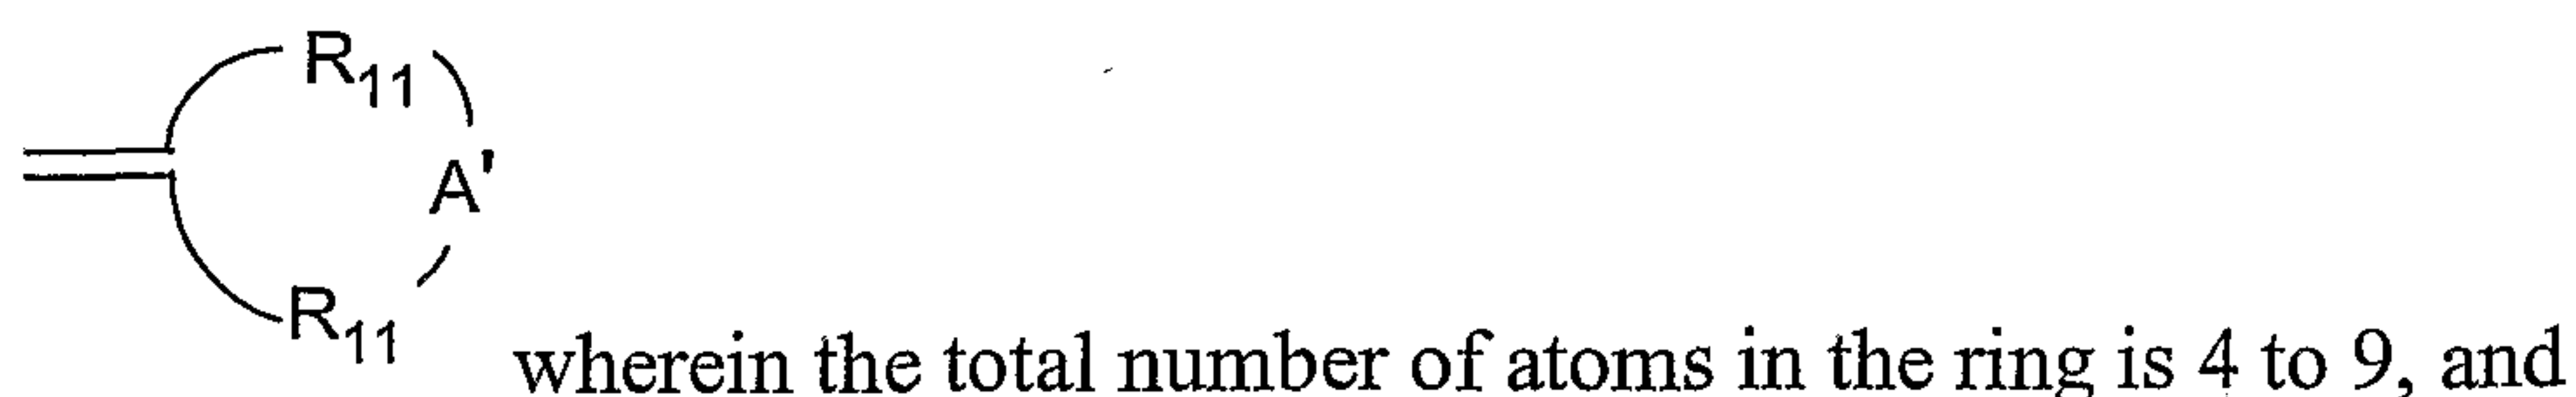 R11
A'
R11
wherein the total number of atoms in the ring is 4 to 9, and